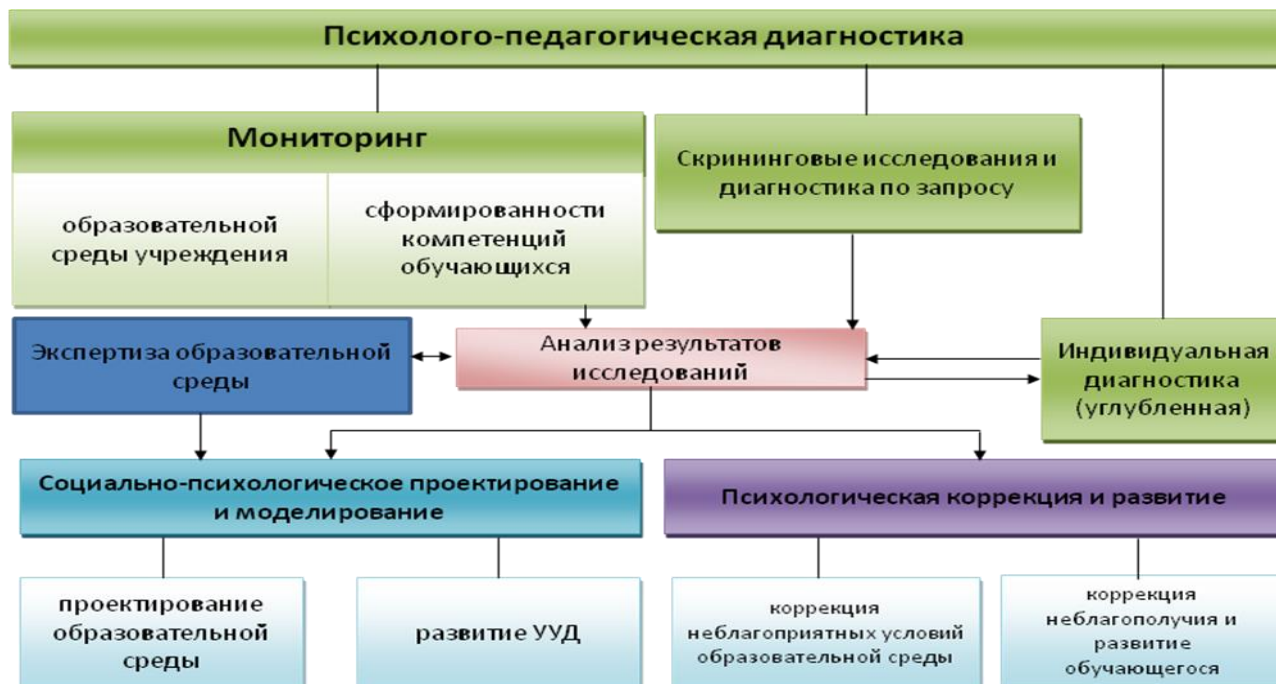 Психолого-педагогическая диагностика
Мониторинг
образовательной
среды учреждения
сформированности
компетенций
обучающихся
Скрининговые исследования и
диагностика по запросу
Экспертиза образовательной
среды
Анализ результатов
исследований
Индивидуальная
диагностика
(углубленная)
Социально-психологическое проектирование
и моделирование
Психологическая коррекция и развитие
проектирование
образовательной
среды
развитие УУД
коррекция
неблагоприятных условий
образовательной среды
коррекция
неблагополучия и
развитие
обучающегося